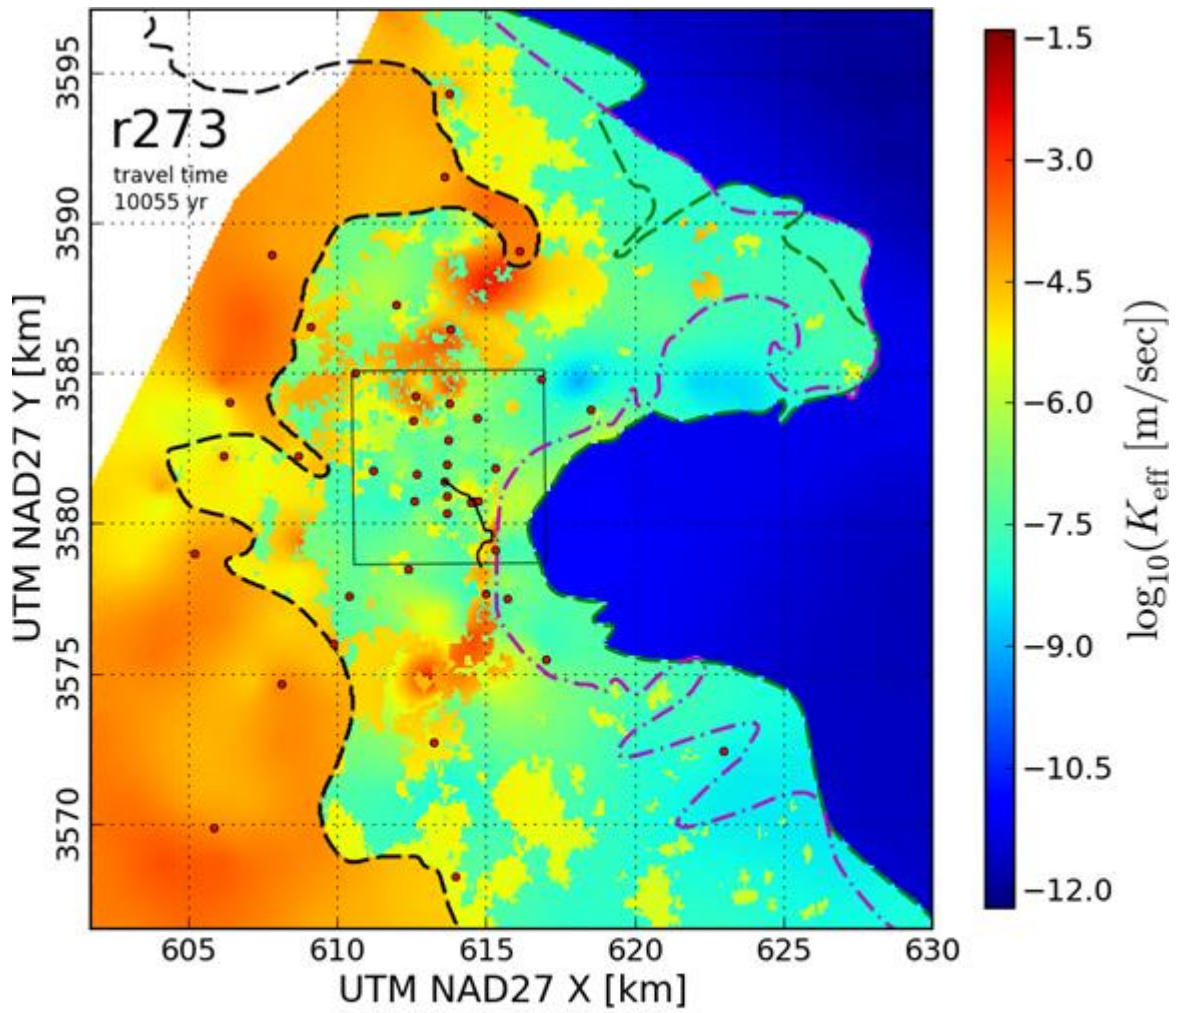 r273
travel time
10055 yr
3595
3590
3585
3580
3575
3570
UTM NAD27 Y [km]
605 610 615 620 625 630
UTM NAD27 X [km]
−1.5
−3.0
−4.5
−6.0
−7.5
−9.0
−10.5
−12.0
log10(Keff [m/sec])